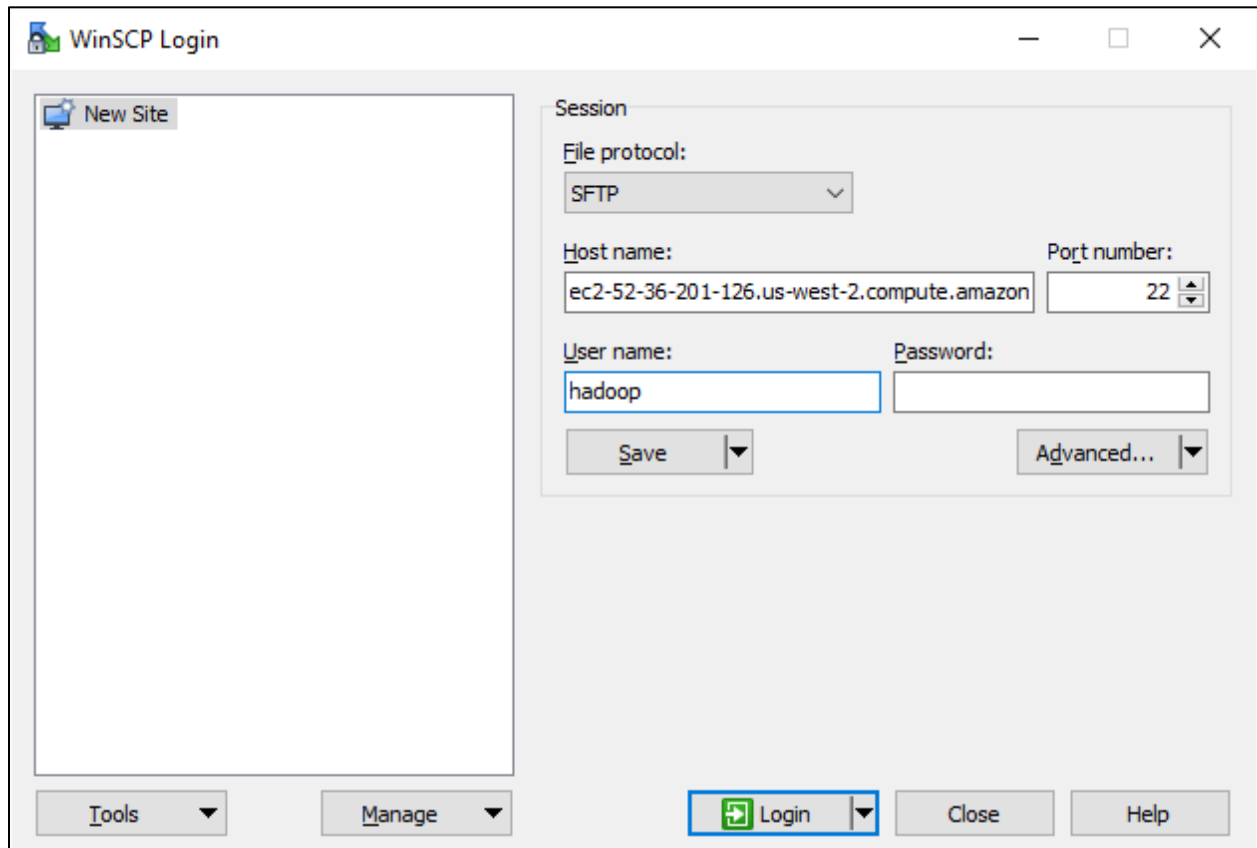 WinSCP Login
New Site
Session
File protocol:
SFTP
Host name:
Port number:
ec2-52-36-201-126.us-west-2.compute.amazon
22
User name:
Password:
hadoop
Save
Advanced...
Tools
Manage
Login
Close
Help